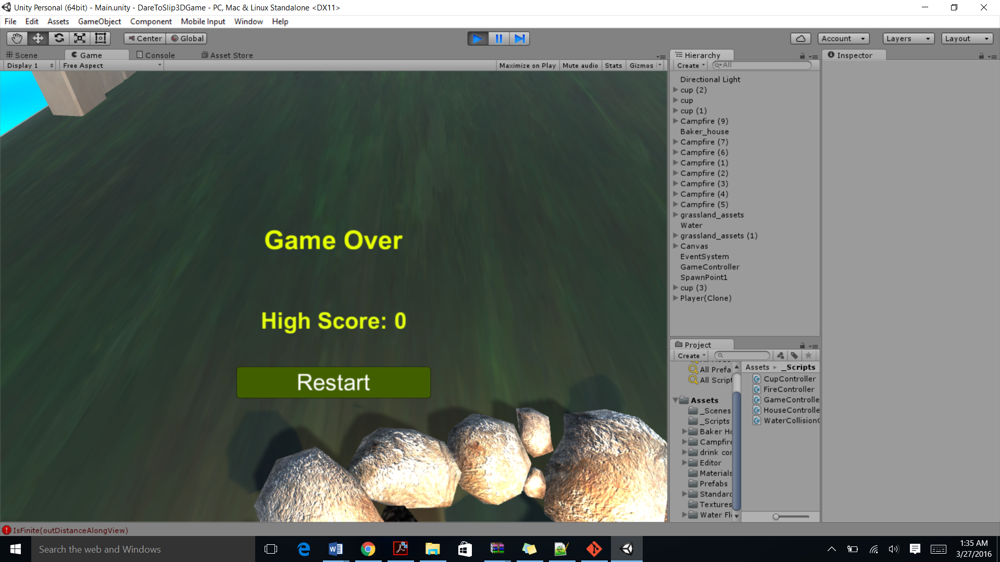 Unity Personal (64bit) - Main.unity - DareToSlip3DGame - PC, Mac & Linux Standalone <DX11>
File Edit Assets GameObject Component Mobile Input Window Help
Center Global Account Layers Layout
Scene Game Console Asset Store Hierarchy Inspector
Display 1 Free Aspect Maximize on Play Mute audio Stats Gizmos Create All
Directional Light
cup (2)
cup
cup (1)
Campfire (9)
Baker_house
Campfire (7)
Campfire (6)
Campfire (1)
Campfire (2)
Campfire (3)
Campfire (4)
Campfire (5)
grassland_assets
Water
grassland_assets (1)
Canvas
EventSystem
GameController
SpawnPoint1
cup (3)
Player(Clone)
Game Over
High Score: 0
Restart
Project
Create
All Prefa
All Script
Assets
_Scenes
_Scripts
Baker Ho
Campfire
drink cor
Editor
Materials
Prefabs
Standard
Textures
Water Fl
Assets _Scripts
CupController
FireController
GameControlle
HouseControlle
WaterCollisionC
IsFinite(outDistanceAlongView)
Search the web and Windows
1:35 AM
3/27/2016